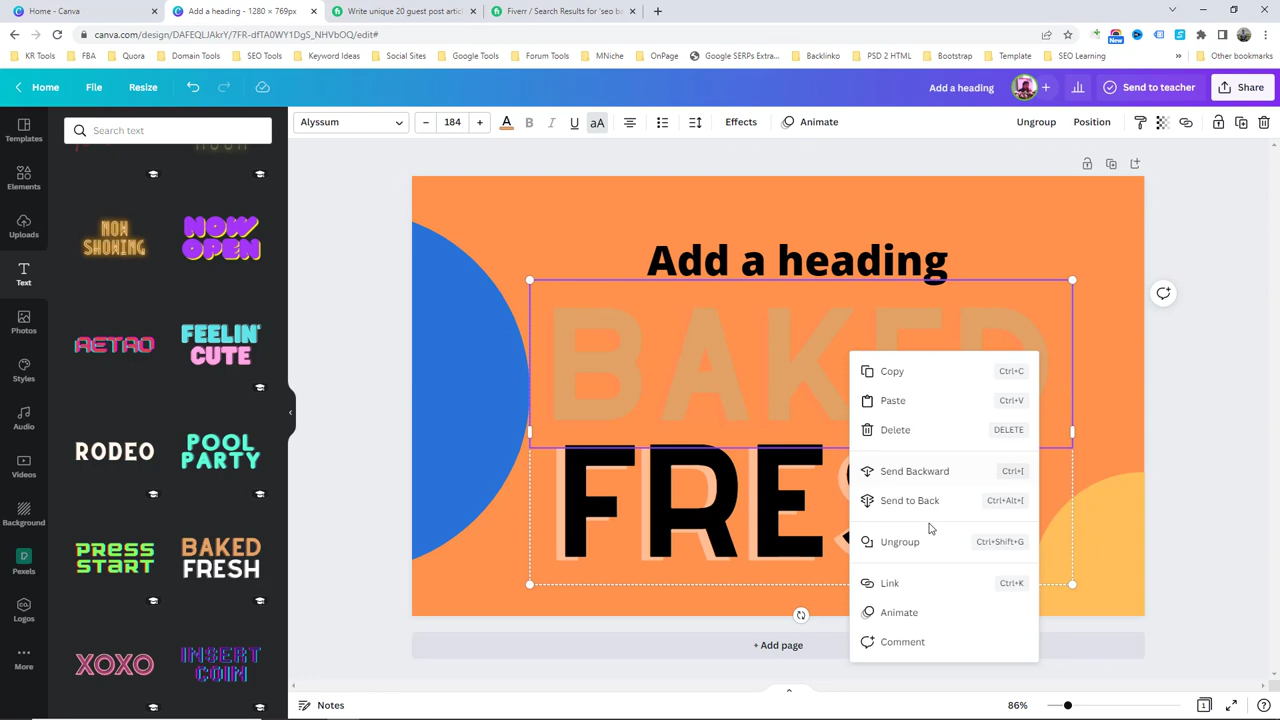 Home - Canva
Add a heading - 1280 × 769px
Write unique 20 guest post artic
Fiverr / Search Results for 'seo ba
canva.com/design/DAFEQLJAkrY/7FR-dfTA0WY1DgS_NHVbOQ/edit#
New
KR Tools FBA Quora Domain Tools SEO Tools Keyword Ideas Social Sites Google Tools Forum Tools MNiche OnPage Google SERPs Extra... Backlinko PSD 2 HTML Bootstrap Template SEO Learning Other bookmarks
Home File Resize Add a heading Send to teacher Share
Search text
Alyssum 184 aA Effects Animate Ungroup Position
Templates
Elements
Uploads
Text
Photos
Styles
Audio
Videos
Background
Pexels
Logos
More
NOW
SHOWING
NOW
OPEN
RETRO
FEELIN'
CUTE
RODEO
POOL
PARTY
PRESS
START
BAKED
FRESH
XOXO
INSERT
COIN
Add a heading
BAKED
FRES
Copy Ctrl+C
Paste Ctrl+V
Delete DELETE
Send Backward Ctrl+[
Send to Back Ctrl+Alt+[
Ungroup Ctrl+Shift+G
Link Ctrl+K
Animate
Comment
+ Add page
Notes
86%
1